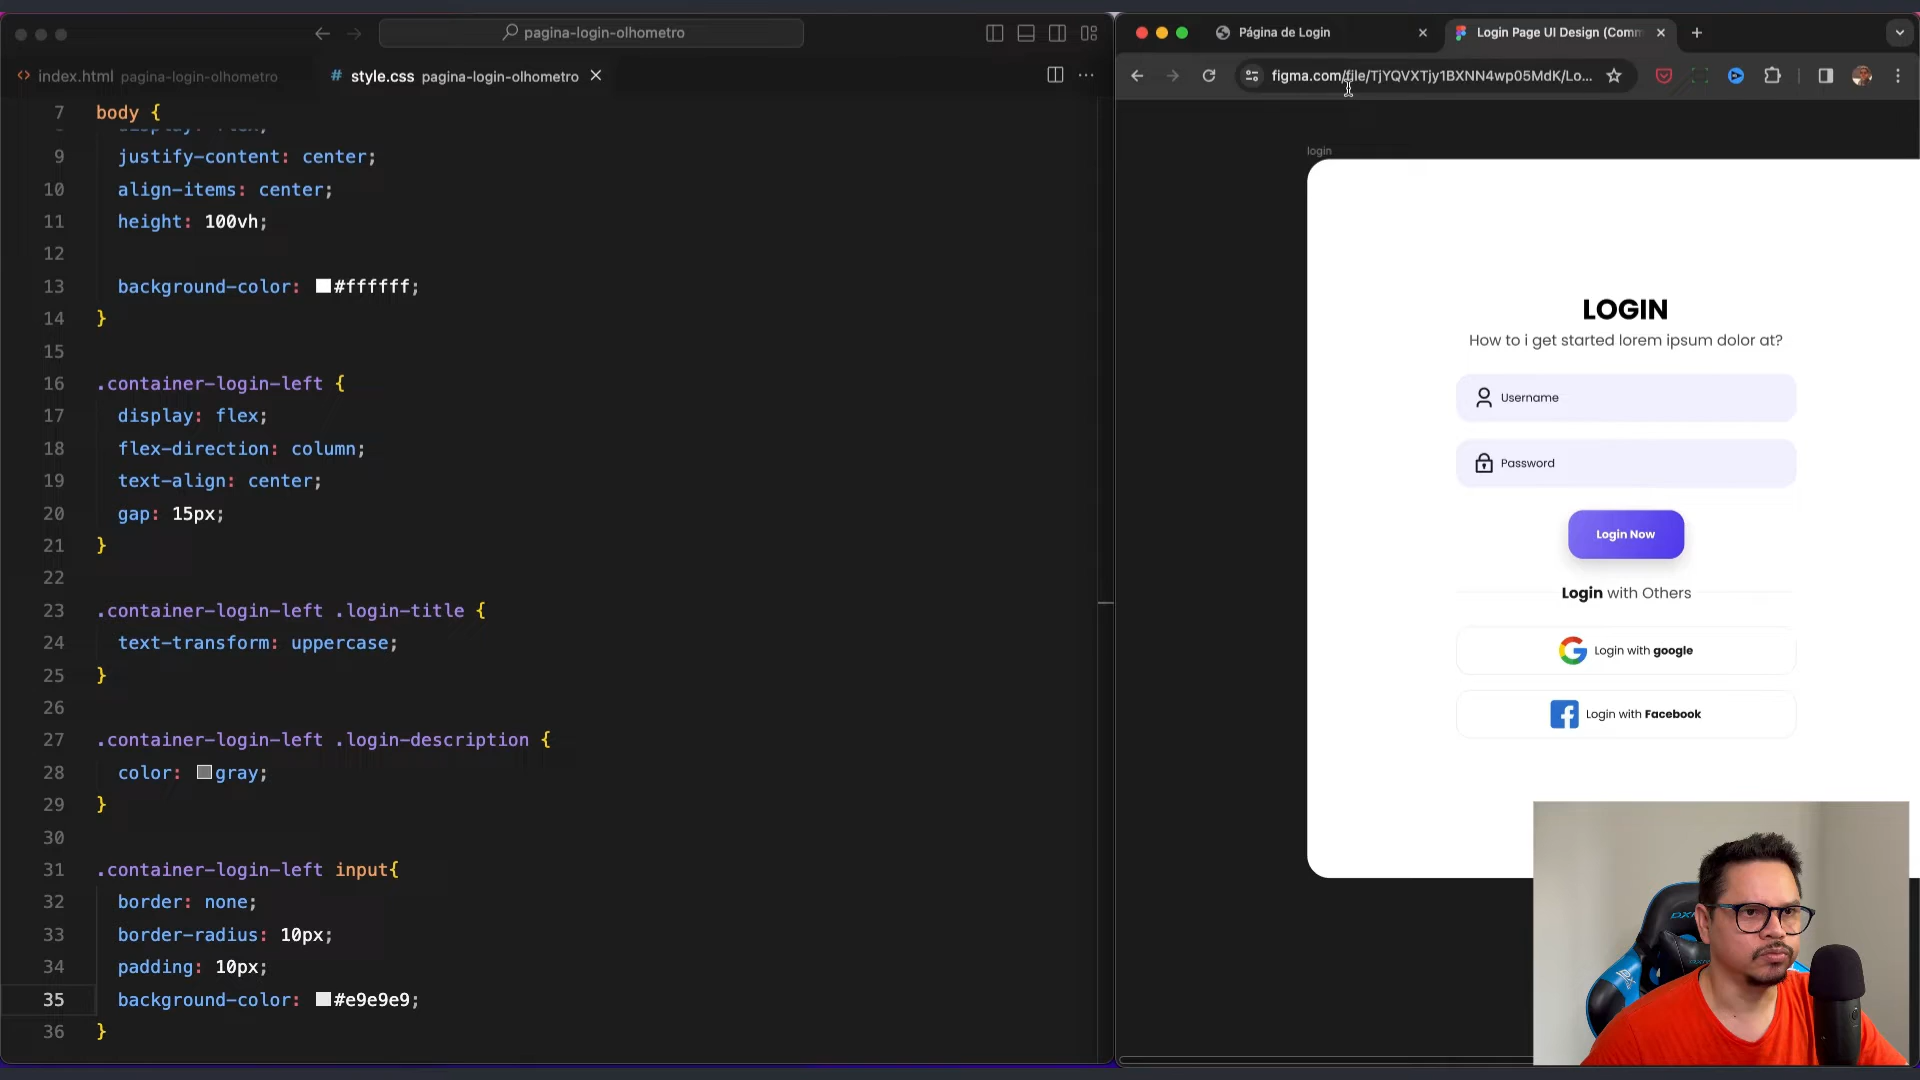 pagina-login-olhometro
index.html pagina-login-olhometro
# style.css pagina-login-olhometro
7 body {
9 justify-content: center;
10 align-items: center;
11 height: 100vh;
12
13 background-color: #ffffff;
14 }
15
16 .container-login-left {
17 display: flex;
18 flex-direction: column;
19 text-align: center;
20 gap: 15px;
21 }
22
23 .container-login-left .login-title {
24 text-transform: uppercase;
25 }
26
27 .container-login-left .login-description {
28 color: gray;
29 }
30
31 .container-login-left input{
32 border: none;
33 border-radius: 10px;
34 padding: 10px;
35 background-color: #e9e9e9;
36 }
Página de Login
Login Page UI Design (Comm
figma.com/file/TjYQVXTjy1BXNN4wp05MdK/Lo...
login
LOGIN
How to i get started lorem ipsum dolor at?
Username
Password
Login Now
Login with Others
Login with google
Login with Facebook